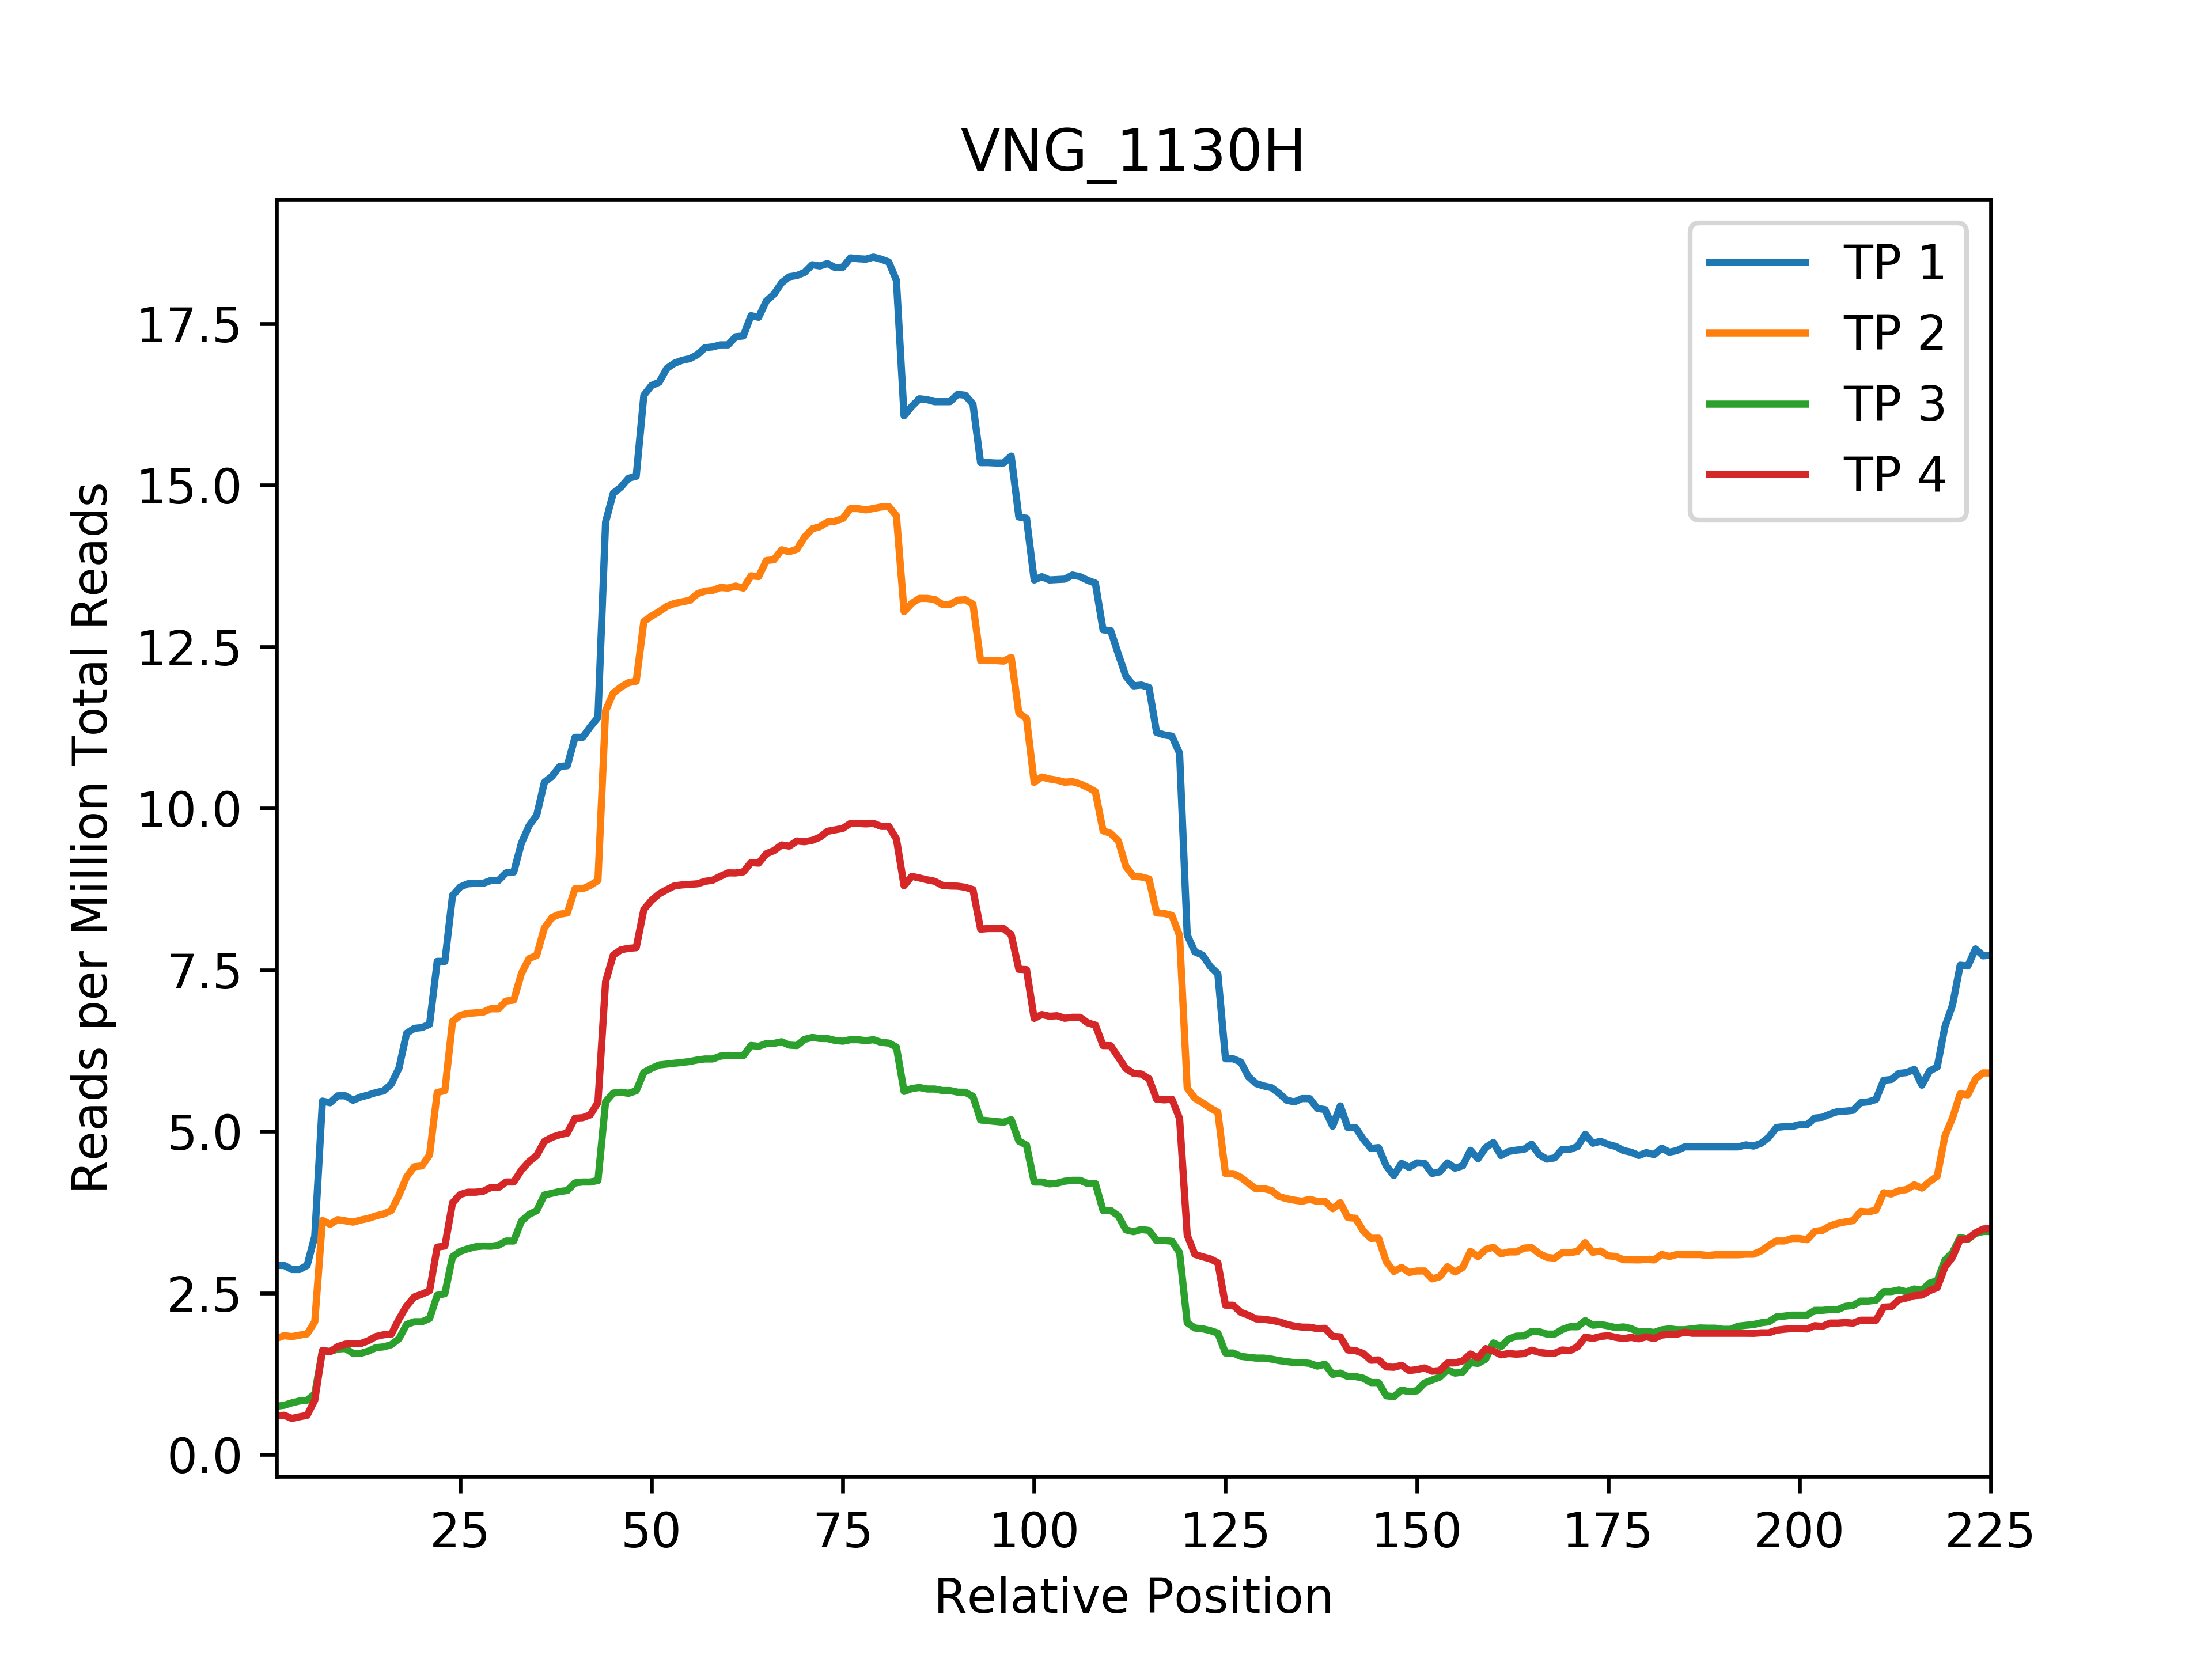 VNG_1130H
TP 1
TP 2
TP 3
TP 4
Reads per Million Total Reads
17.5
15.0
12.5
10.0
7.5
5.0
2.5
0.0
25 50 75 100 125 150 175 200 225
Relative Position